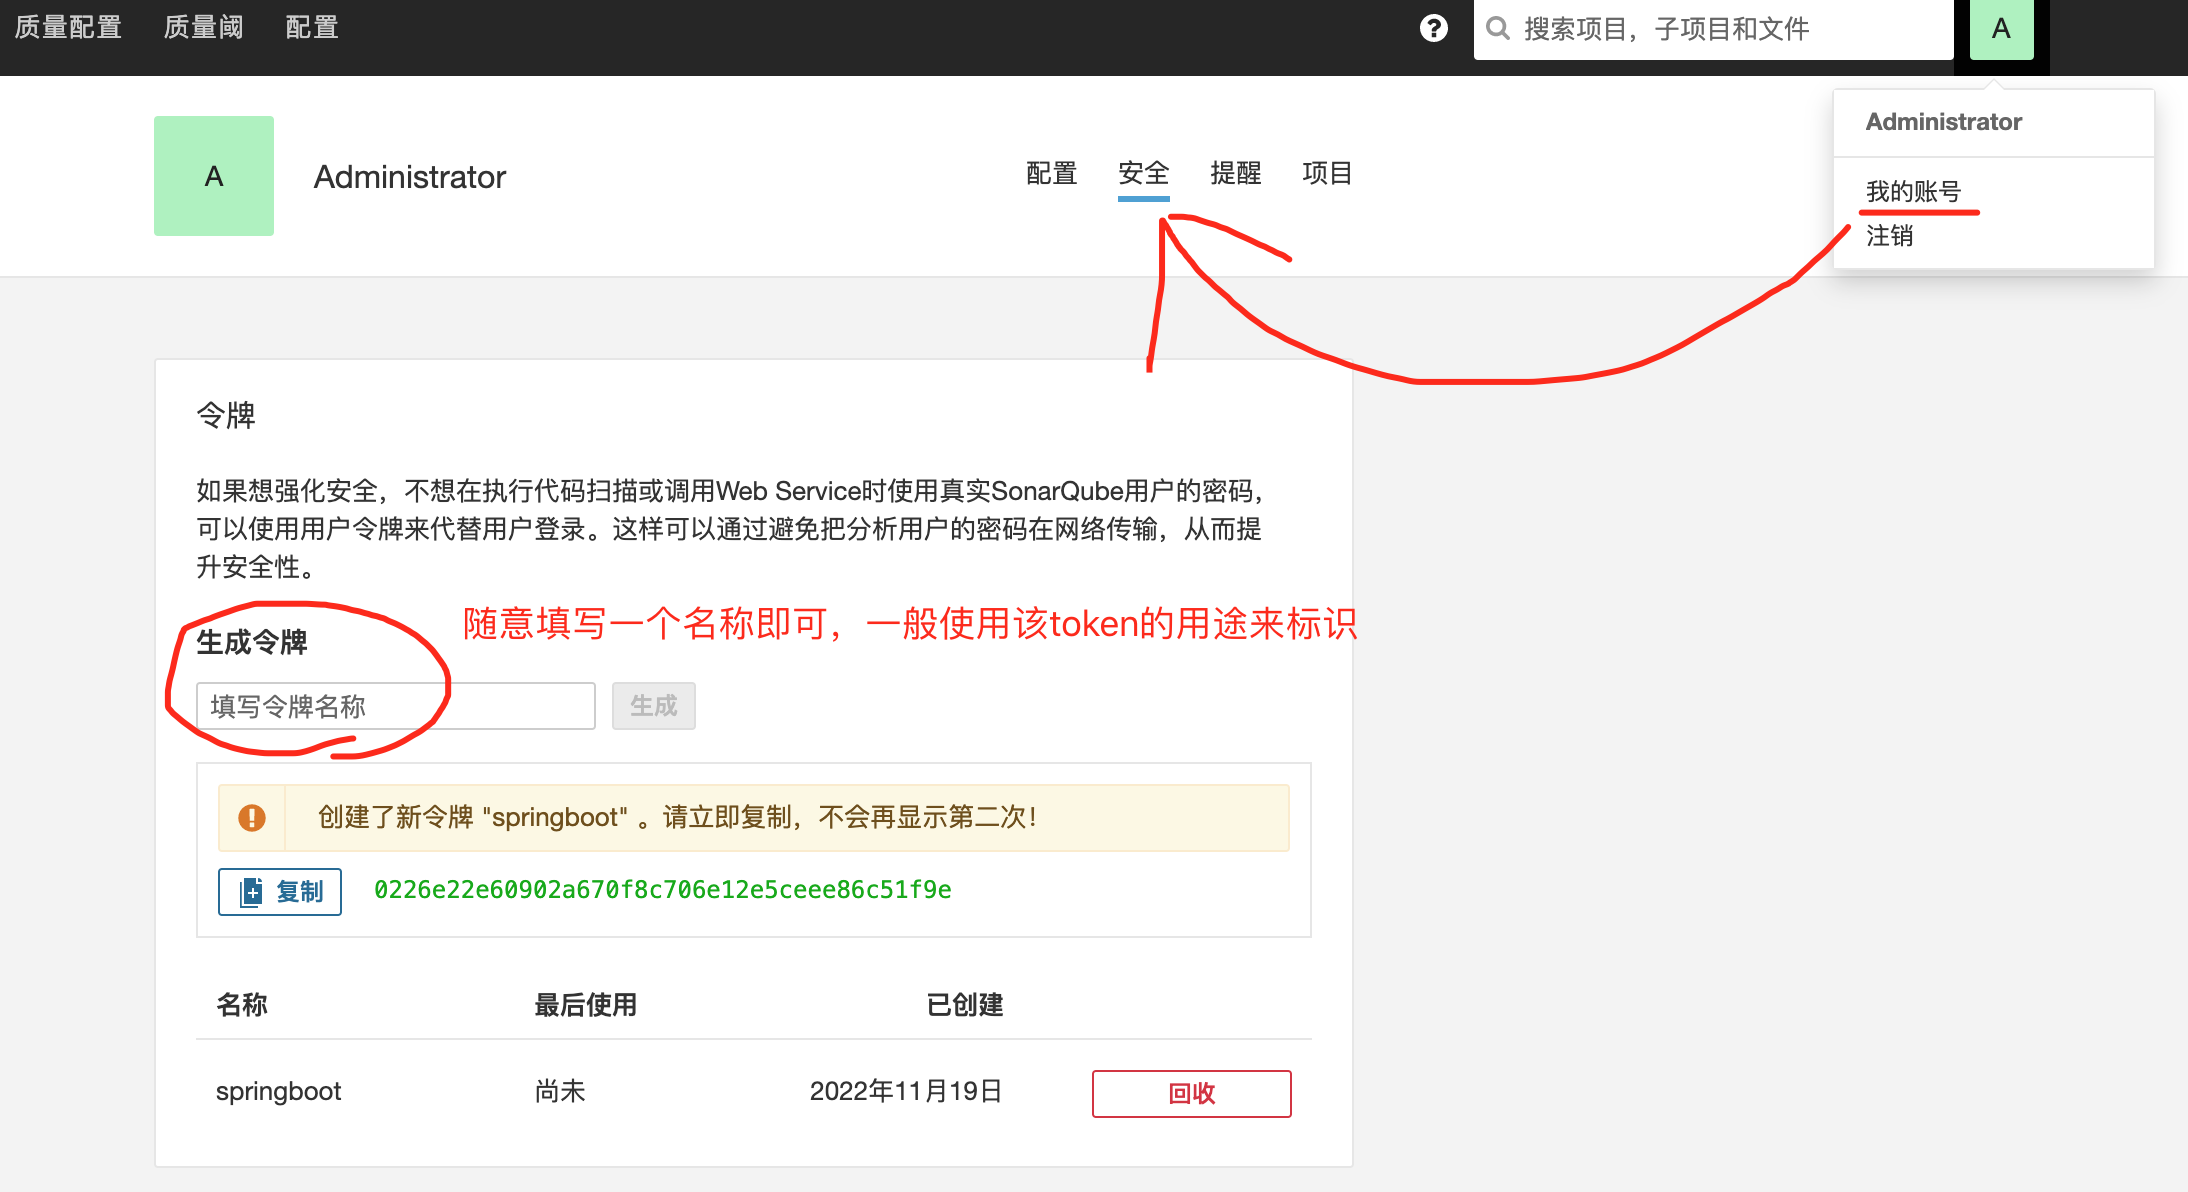 质量配置 质量阈 配置
搜索项目，子项目和文件
A
Administrator
我的账号
注销
A
Administrator
配置 安全 提醒 项目
令牌
如果想强化安全，不想在执行代码扫描或调用Web Service时使用真实SonarQube用户的密码，
可以使用用户令牌来代替用户登录。这样可以通过避免把分析用户的密码在网络传输，从而提
升安全性。
随意填写一个名称即可，一般使用该token的用途来标识
生成令牌
填写令牌名称 生成
创建了新令牌 "springboot" 。请立即复制，不会再显示第二次！
复制 0226e22e60902a670f8c706e12e5ceee86c51f9e
名称 最后使用 已创建
springboot 尚未 2022年11月19日 回收